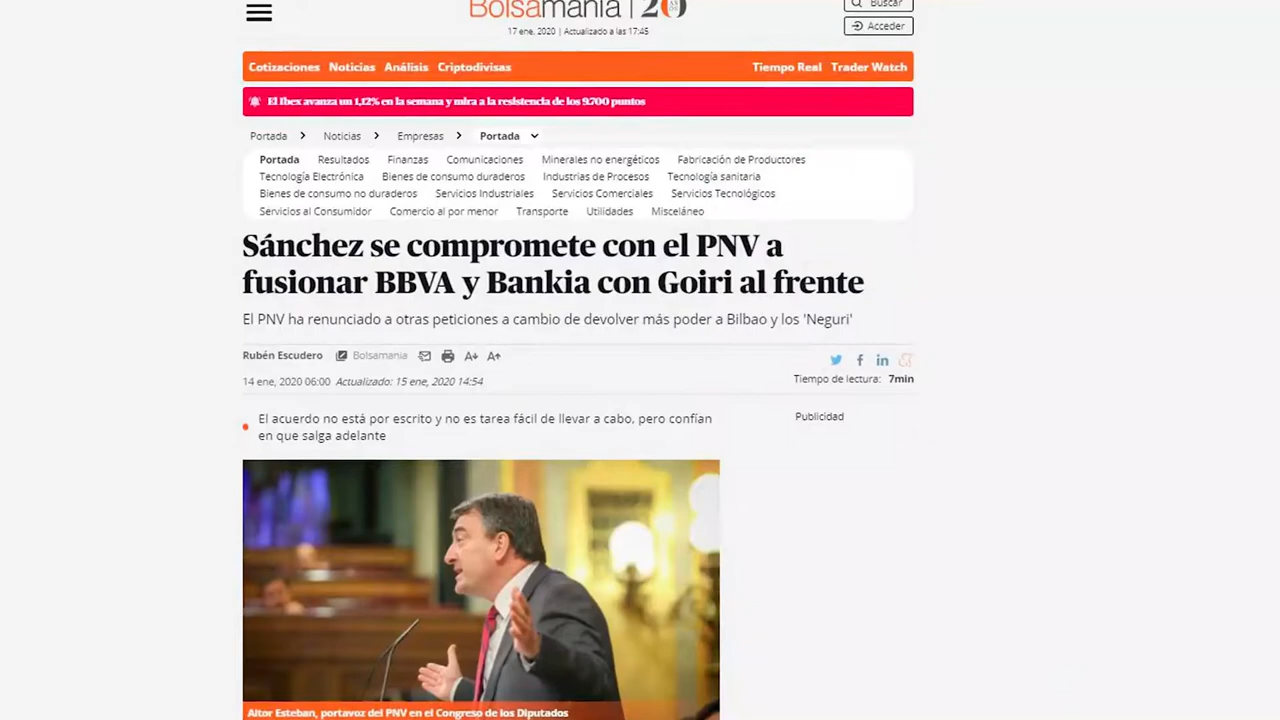 Bolsamanía | 20
17 ene, 2020 | Actualizado a las 17:45
Buscar
Acceder
Cotizaciones Noticias Análisis Criptodivisas Tiempo Real Trader Watch
El Ibex avanza un 1,12% en la semana y mira a la resistencia de los 9.700 puntos
Portada Noticias Empresas Portada
Portada Resultados Finanzas Comunicaciones Minerales no energéticos Fabricación de Productores
Tecnología Electrónica Bienes de consumo duraderos Industrias de Procesos Tecnología sanitaria
Bienes de consumo no duraderos Servicios Industriales Servicios Comerciales Servicios Tecnológicos
Servicios al Consumidor Comercio al por menor Transporte Utilidades Misceláneo
Sánchez se compromete con el PNV a
fusionar BBVA y Bankia con Goiri al frente
El PNV ha renunciado a otras peticiones a cambio de devolver más poder a Bilbao y los 'Neguri'
Rubén Escudero Bolsamania A↓ A↑
14 ene, 2020 06:00 Actualizado: 15 ene, 2020 14:54
Tiempo de lectura: 7min
El acuerdo no está por escrito y no es tarea fácil de llevar a cabo, pero confían
en que salga adelante
Publicidad
Aitor Esteban, portavoz del PNV en el Congreso de los Diputados